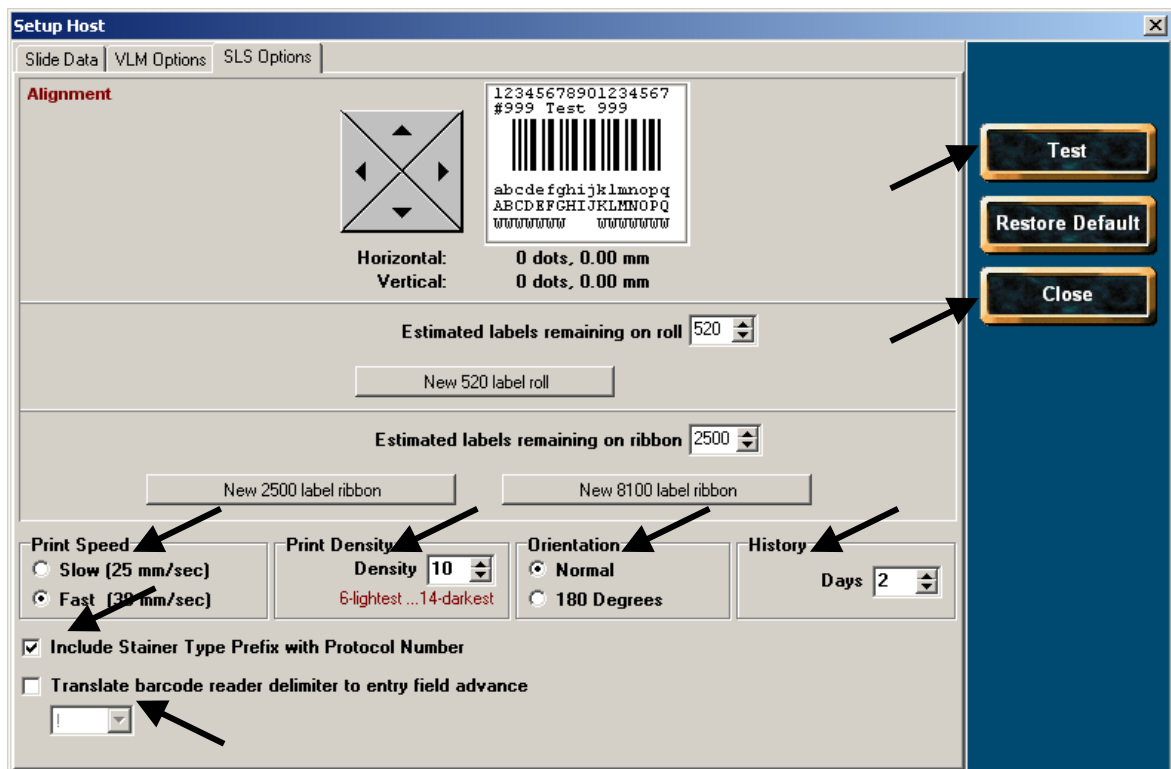 Setup Host
Slide Data VLM Options SLS Options
Alignment
12345678901234567
#999 Test 999
abcdefghijklmnopq
ABCDEFGHIJKLMNOPQ
WWWWWWW WWWWWWW
Horizontal: 0 dots, 0.00 mm
Vertical: 0 dots, 0.00 mm
Test
Restore Default
Close
Estimated labels remaining on roll 520
New 520 label roll
Estimated labels remaining on ribbon 2500
New 2500 label ribbon New 8100 label ribbon
Print Speed
Slow (25 mm/sec)
Fast (38 mm/sec)
Print Density
Density 10
6-lightest ...14-darkest
Orientation
Normal
180 Degrees
History
Days 2
Include Stainer Type Prefix with Protocol Number
Translate barcode reader delimiter to entry field advance
!